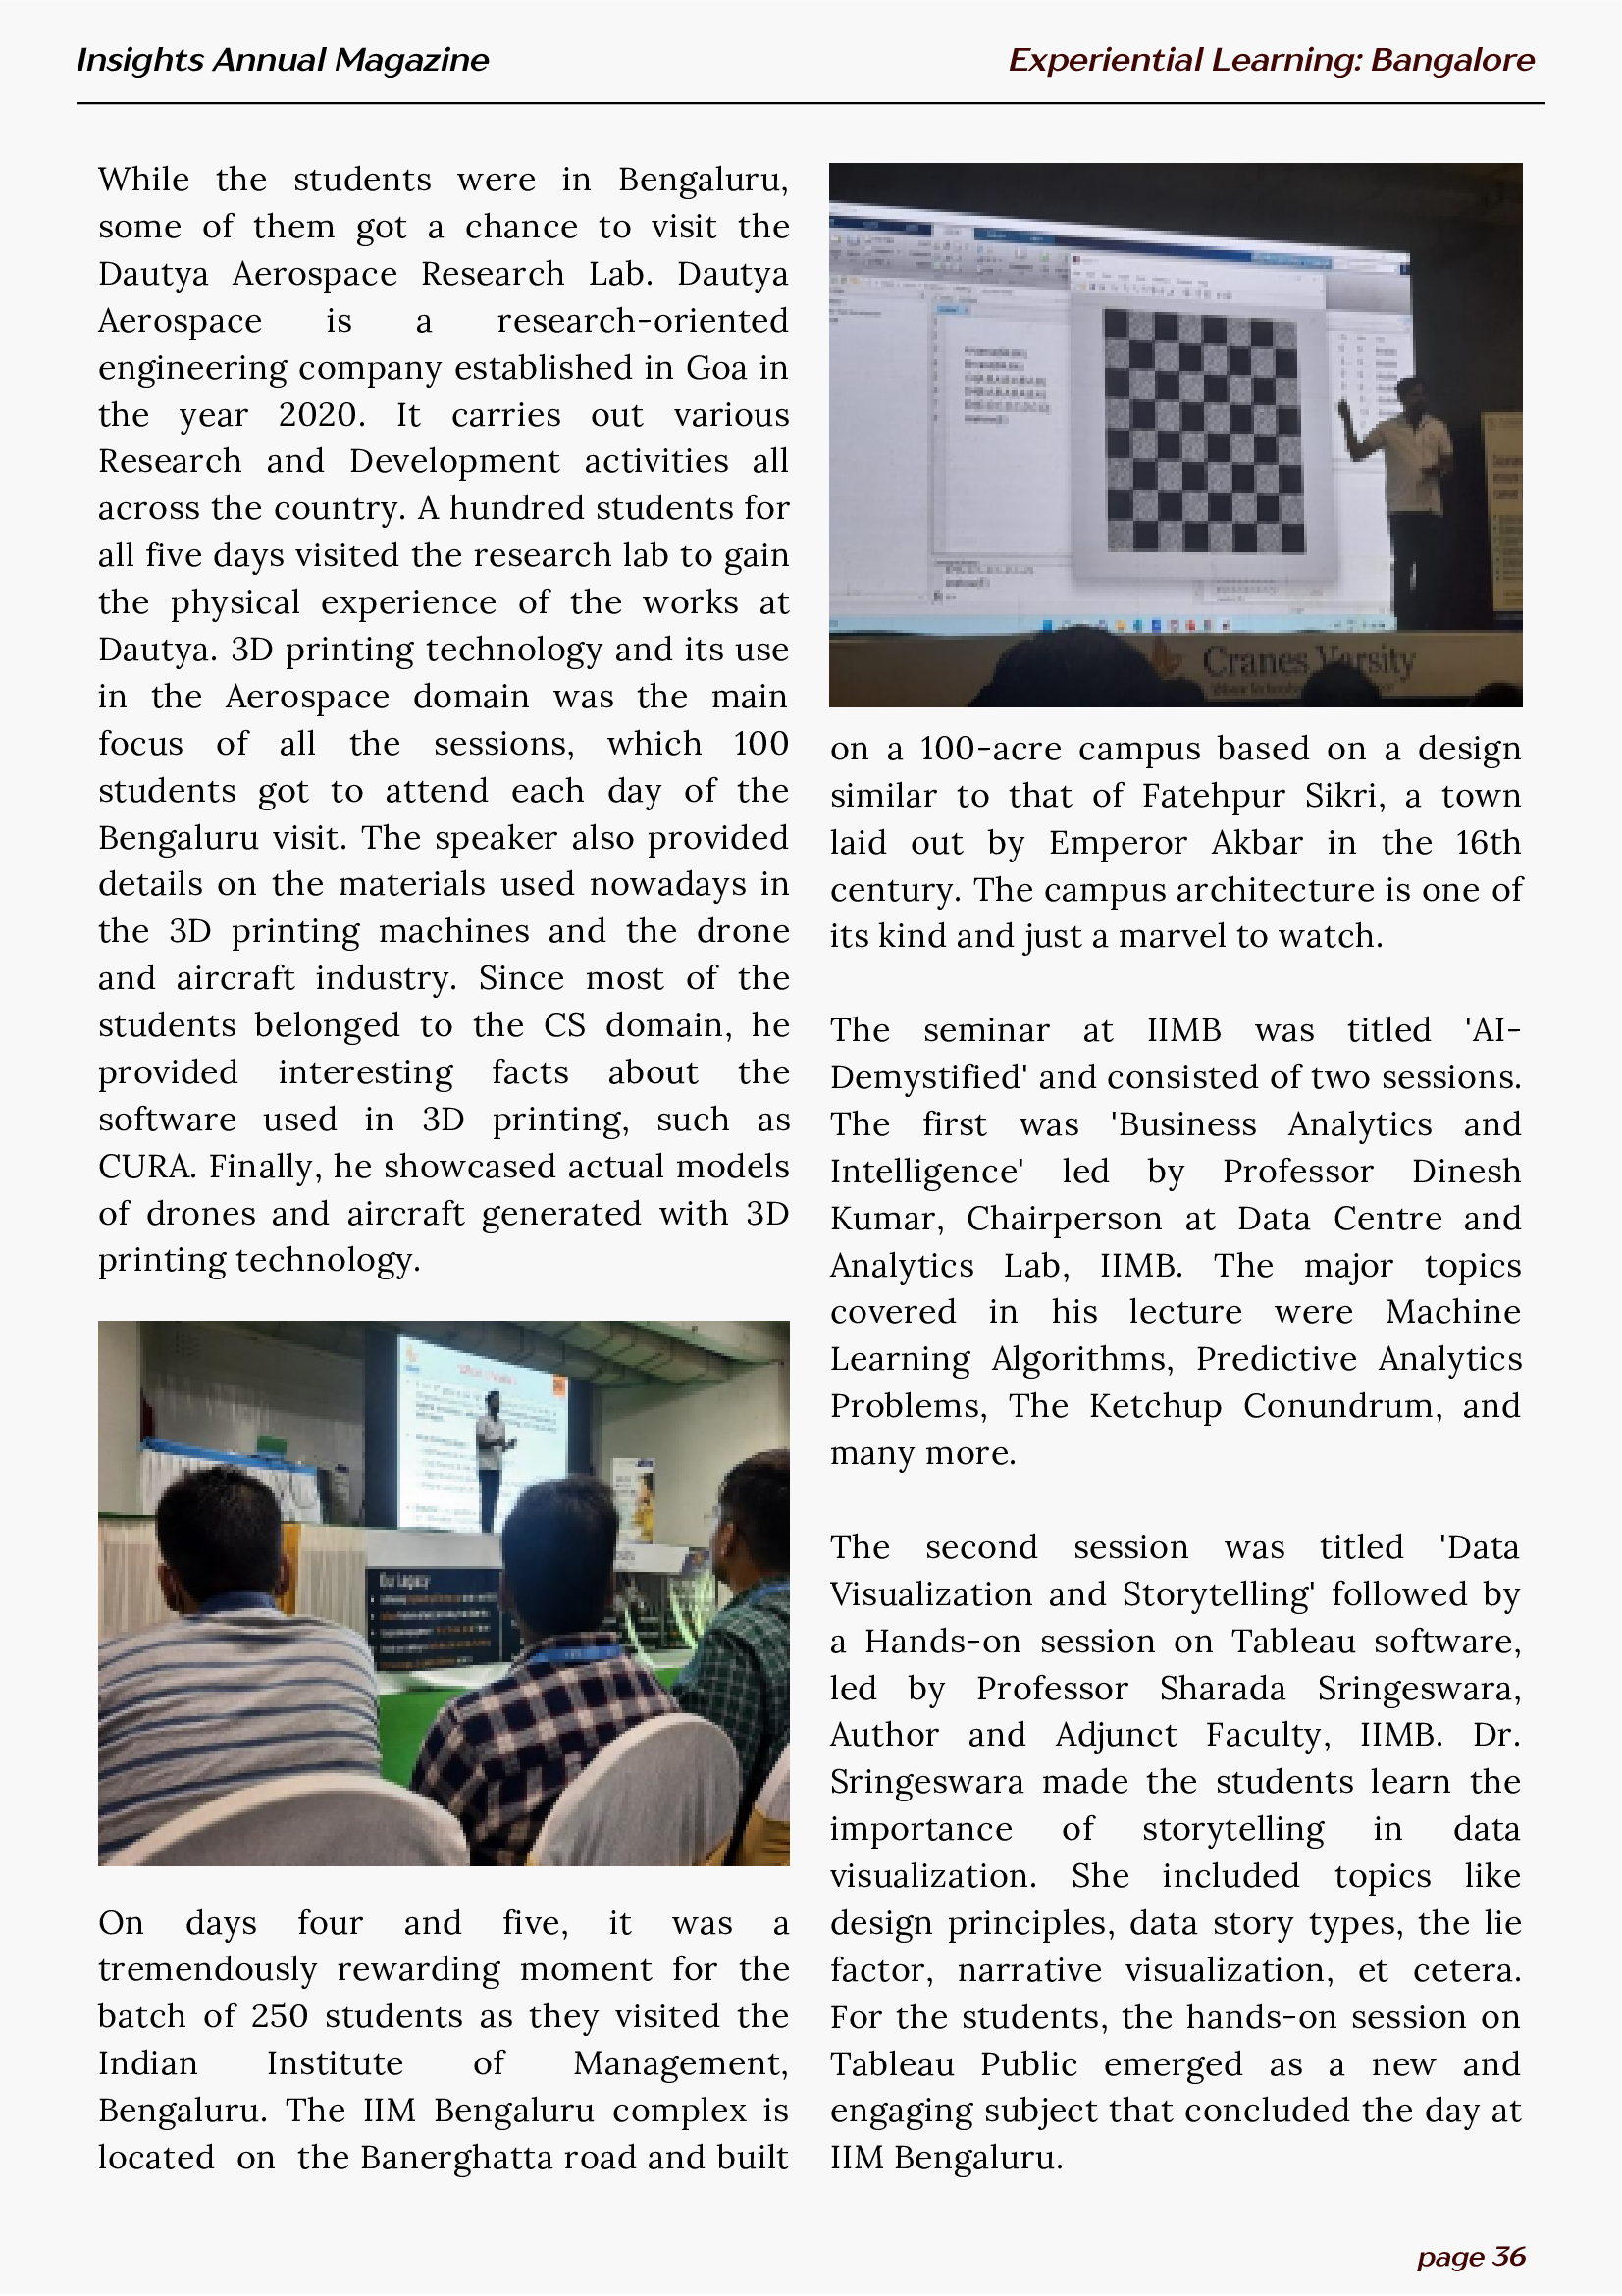 Insights Annual Magazine
Experiential Learning: Bangalore
While the students were in Bengaluru,
some of them got a chance to visit the
Dautya Aerospace Research Lab. Dautya
Aerospace is a research-oriented
engineering company established in Goa in
the year 2020. It carries out various
Research and Development activities all
across the country. A hundred students for
all five days visited the research lab to gain
the physical experience of the works at
Dautya. 3D printing technology and its use
in the Aerospace domain was the main
focus of all the sessions, which 100
students got to attend each day of the
Bengaluru visit. The speaker also provided
details on the materials used nowadays in
the 3D printing machines and the drone
and aircraft industry. Since most of the
students belonged to the CS domain, he
provided interesting facts about the
software used in 3D printing, such as
CURA. Finally, he showcased actual models
of drones and aircraft generated with 3D
printing technology.
Our Legacy
On days four and five, it was a
tremendously rewarding moment for the
batch of 250 students as they visited the
Indian Institute of Management,
Bengaluru. The IIM Bengaluru complex is
located on the Banerghatta road and built
Cranes Varsity
on a 100-acre campus based on a design
similar to that of Fatehpur Sikri, a town
laid out by Emperor Akbar in the 16th
century. The campus architecture is one of
its kind and just a marvel to watch.
The seminar at IIMB was titled 'AI-
Demystified' and consisted of two sessions.
The first was 'Business Analytics and
Intelligence' led by Professor Dinesh
Kumar, Chairperson at Data Centre and
Analytics Lab, IIMB. The major topics
covered in his lecture were Machine
Learning Algorithms, Predictive Analytics
Problems, The Ketchup Conundrum, and
many more.
The second session was titled 'Data
Visualization and Storytelling' followed by
a Hands-on session on Tableau software,
led by Professor Sharada Sringeswara,
Author and Adjunct Faculty, IIMB. Dr.
Sringeswara made the students learn the
importance of storytelling in data
visualization. She included topics like
design principles, data story types, the lie
factor, narrative visualization, et cetera.
For the students, the hands-on session on
Tableau Public emerged as a new and
engaging subject that concluded the day at
IIM Bengaluru.
page 36